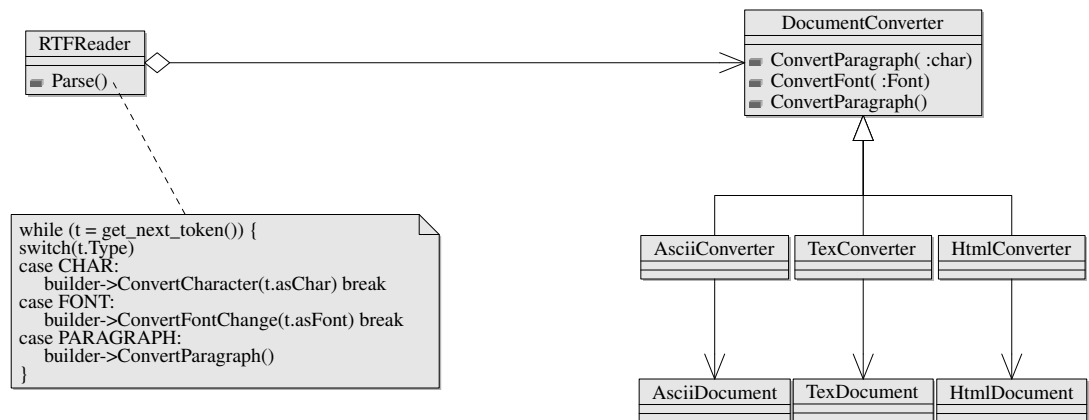 RTFReader
Parse()
DocumentConverter
ConvertParagraph( :char)
ConvertFont( :Font)
ConvertParagraph()
while (t = get_next_token()) {
switch(t.Type)
case CHAR:
builder->ConvertCharacter(t.asChar) break
case FONT:
builder->ConvertFontChange(t.asFont) break
case PARAGRAPH:
builder->ConvertParagraph()
}
AsciiConverter
TexConverter
HtmlConverter
AsciiDocument
TexDocument
HtmlDocument